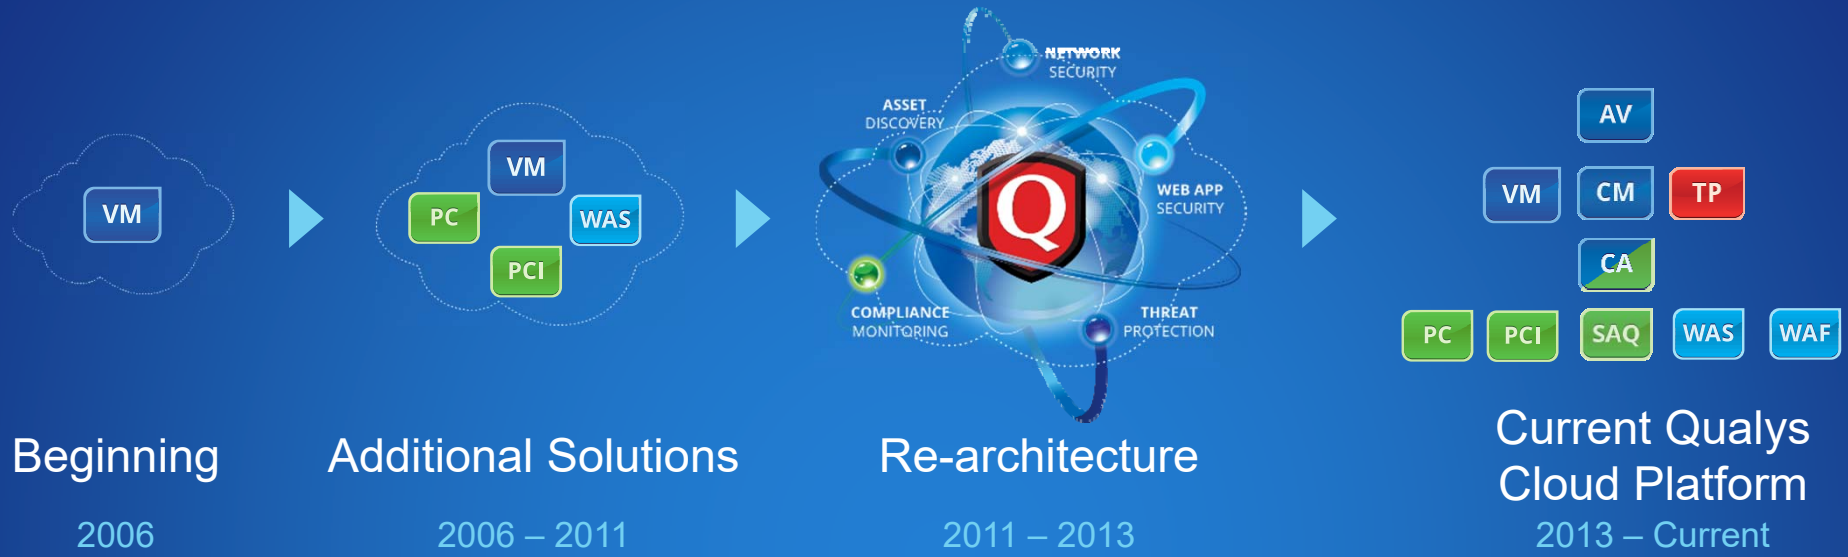 VM
Beginning
2006
VM
PC
WAS
PCI
Additional Solutions
2006 – 2011
NETWORK
SECURITY
ASSET
DISCOVERY
WEB APP
SECURITY
Q
COMPLIANCE
MONITORING
THREAT
PROTECTION
Re-architecture
2011 – 2013
AV
VM CM TP
CA
PC PCI SAQ WAS WAF
Current Qualys
Cloud Platform
2013 – Current